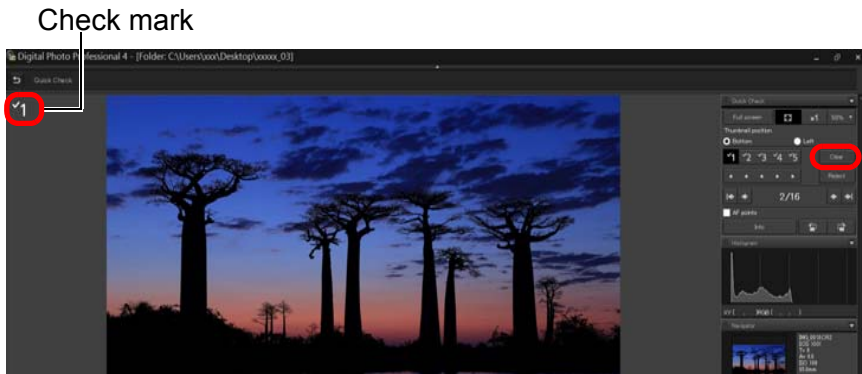 Check mark
Digital Photo Professional 4 - [Folder: C:\Users\xxx\Desktop\xxxxx_03]
Quick Check
1
Quick Check
Full screen x1 50%
Thumbnail position
Bottom Left
1 2 3 4 5 Clear
Reject
2/16
AF points
Info
Histogram
XY [ , ]RGB [ , , ]
Navigator